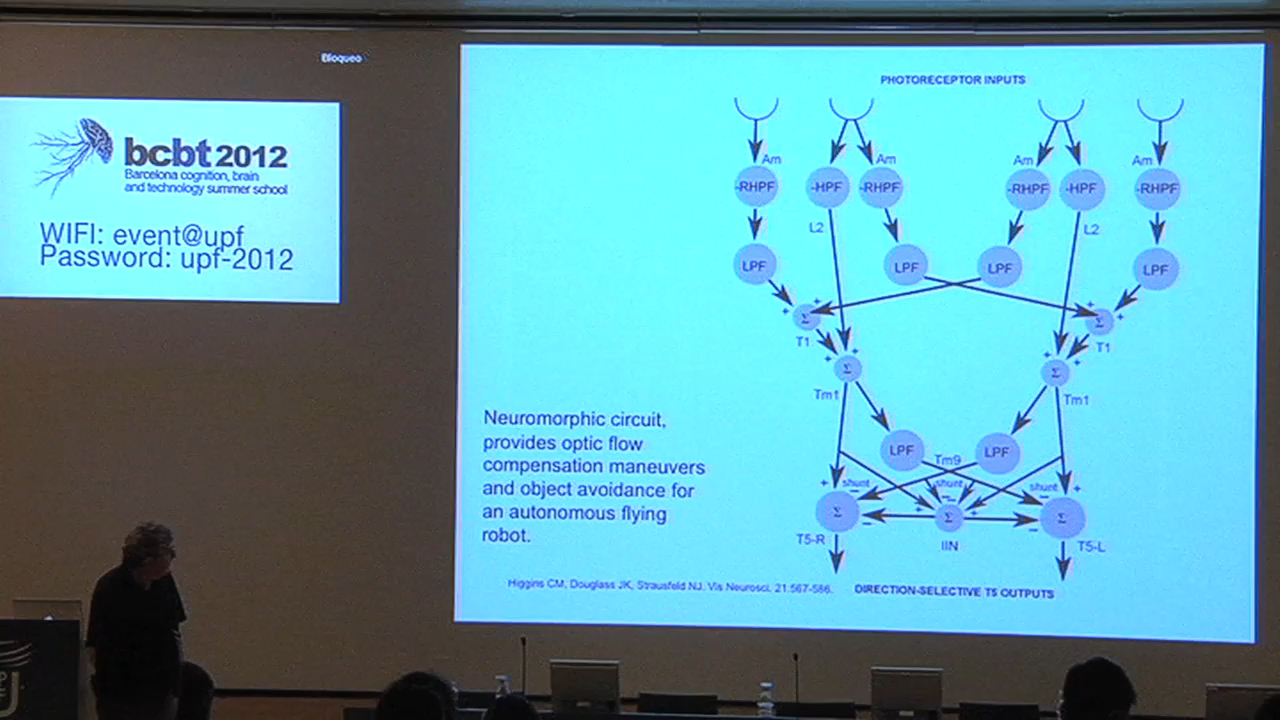 Bloqueo
bcbt 2012
Barcelona cognition, brain
and technology summer school
WIFI: event@upf
Password: upf-2012
PHOTORECEPTOR INPUTS
Am Am Am Am
-RHPF -HPF -RHPF -RHPF -HPF -RHPF
L2 L2
LPF LPF LPF LPF
+ + + +
Σ Σ
T1 T1
+ + + +
Σ Σ
Tm1 Tm1
LPF LPF
Tm9
+ shunt shunt shunt +
− − − −
+ +
Σ Σ Σ
− −
T5-R IIN T5-L
DIRECTION-SELECTIVE T5 OUTPUTS
Neuromorphic circuit,
provides optic flow
compensation maneuvers
and object avoidance for
an autonomous flying
robot.
Higgins CM, Douglass JK, Strausfeld NJ. Vis Neurosci. 21:567-586.